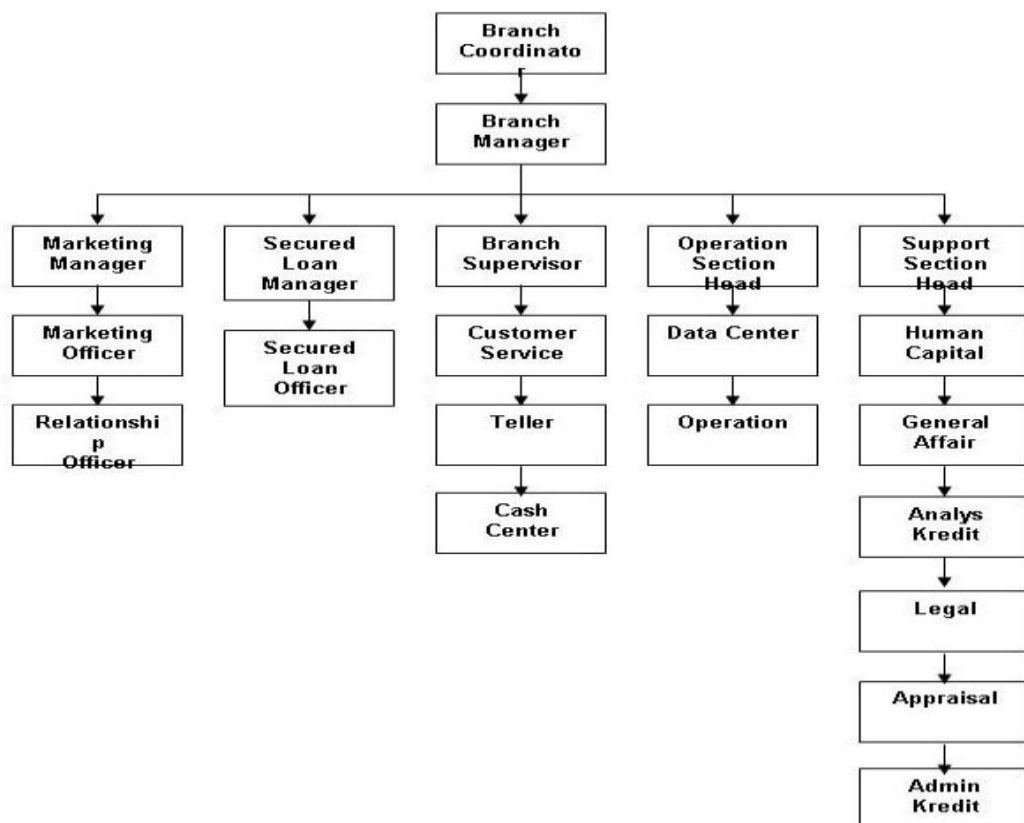 Branch
Coordinato
r
Branch
Manager
Marketing
Manager
Secured
Loan
Manager
Branch
Supervisor
Operation
Section
Head
Support
Section
Head
Marketing
Officer
Secured
Loan
Officer
Customer
Service
Data Center
Human
Capital
Relationshi
p
Officer
Teller
Operation
General
Affair
Cash
Center
Analys
Kredit
Legal
Appraisal
Admin
Kredit